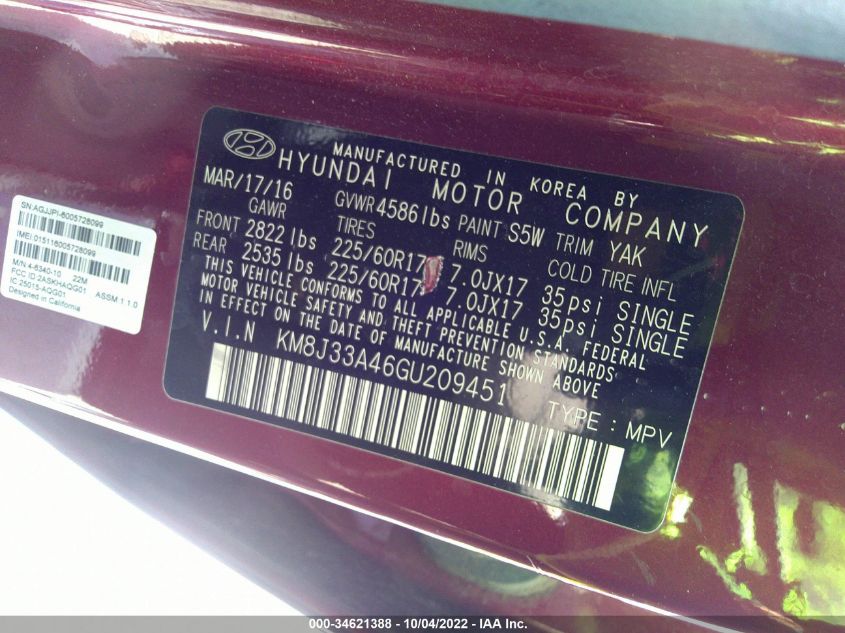 SN:AGJJPI-6005728099
IMEI:015116005728099
M/N 4-6340-10 22M
FCC ID:2ASKHAQG01 ASSM 1.1.0
IC:25015-AQG01
Designed in California
MANUFACTURED IN KOREA BY
HYUNDAI MOTOR COMPANY
MAR/17/16 GVWR 4586 lbs PAINT S5W TRIM YAK
GAWR TIRES RIMS COLD TIRE INFL
FRONT 2822 lbs 225/60R17 7.0JX17 35psi SINGLE
REAR 2535 lbs 225/60R17 7.0JX17 35psi SINGLE
THIS VEHICLE CONFORMS TO ALL APPLICABLE U.S.A. FEDERAL
MOTOR VEHICLE SAFETY AND THEFT PREVENTION STANDARDS
IN EFFECT ON THE DATE OF MANUFACTURE SHOWN ABOVE
V.I.N KM8J33A46GU209451
TYPE : MPV
000-34621388 - 10/04/2022 - IAA Inc.